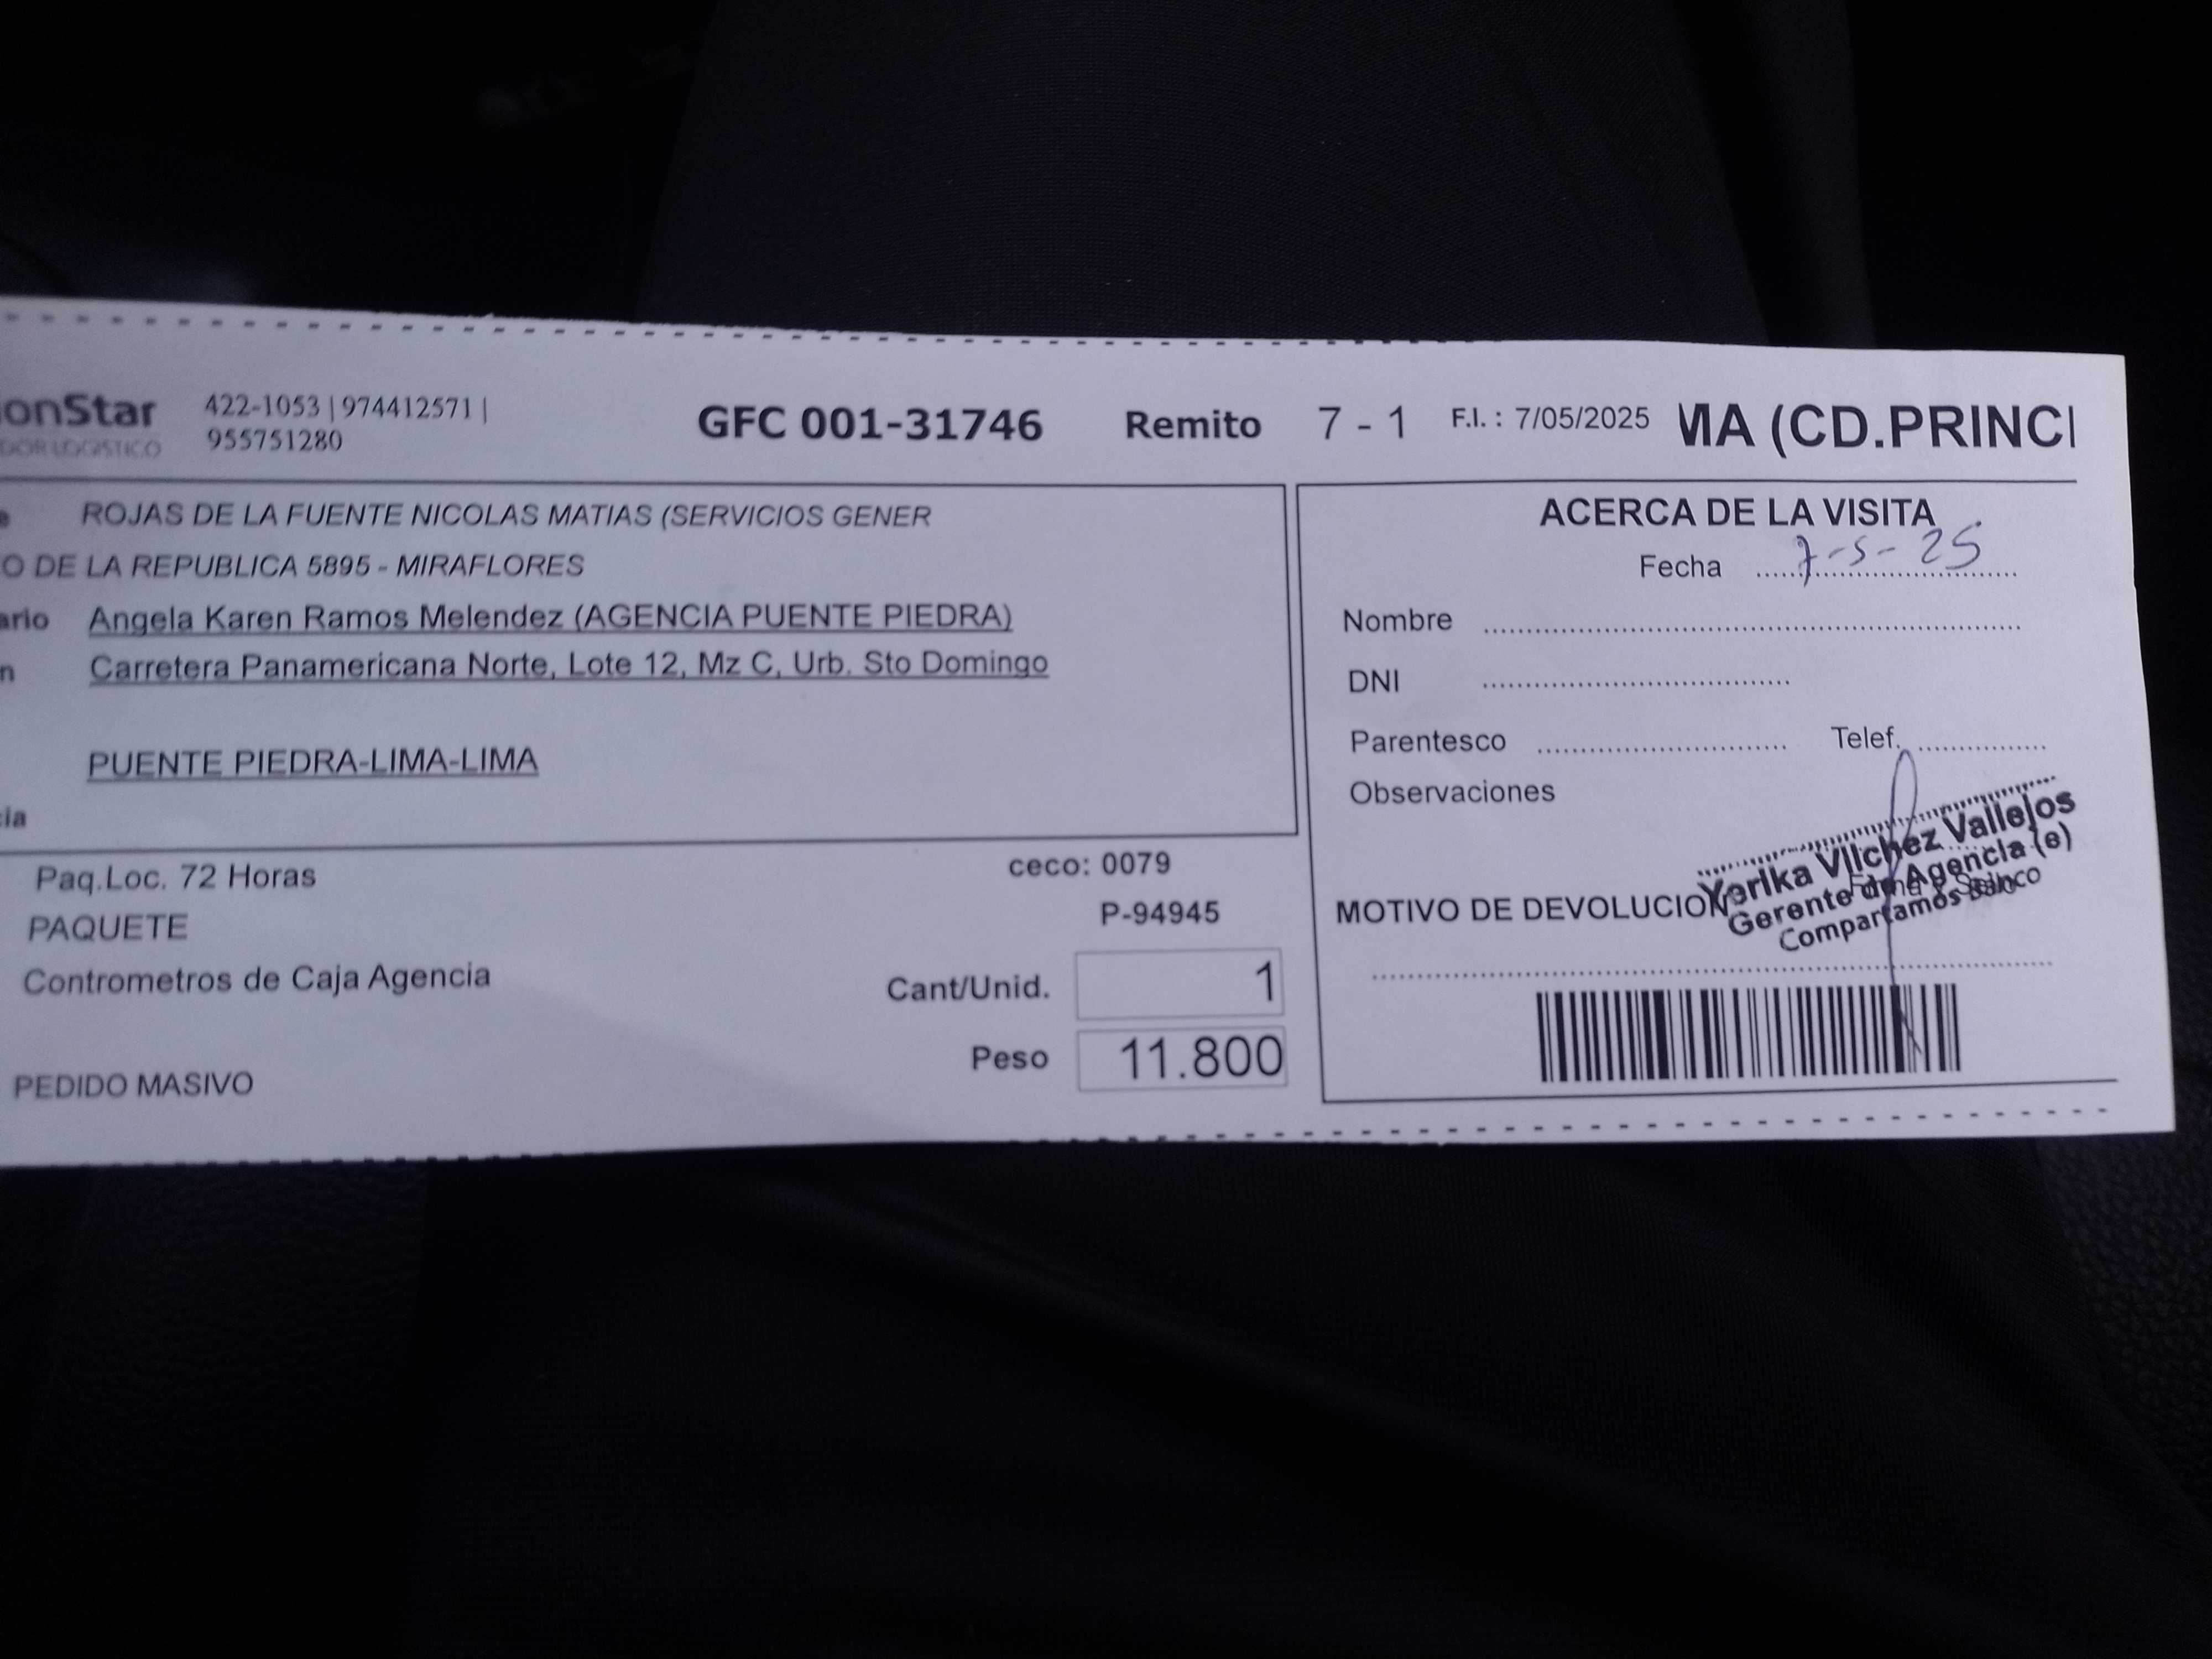 onStar
422-1053 | 974412571 |
955751280
DOR LOGISTICO
GFC 001-31746 Remito 7 - 1 F.I. : 7/05/2025 MA (CD.PRINCI
ROJAS DE LA FUENTE NICOLAS MATIAS (SERVICIOS GENER
O DE LA REPUBLICA 5895 - MIRAFLORES
ario Angela Karen Ramos Melendez (AGENCIA PUENTE PIEDRA)
n Carretera Panamericana Norte, Lote 12, Mz C, Urb. Sto Domingo
PUENTE PIEDRA-LIMA-LIMA
cia
Paq.Loc. 72 Horas
ceco: 0079
PAQUETE
P-94945
Contrometros de Caja Agencia
Cant/Unid. 1
Peso 11.800
PEDIDO MASIVO
ACERCA DE LA VISITA
Fecha 7-5-25
Nombre
DNI
Parentesco Telef.
Observaciones
Yerika Vilchez Vallejos
Gerente de Agencia (e)
Compartamos Banco
MOTIVO DE DEVOLUCION